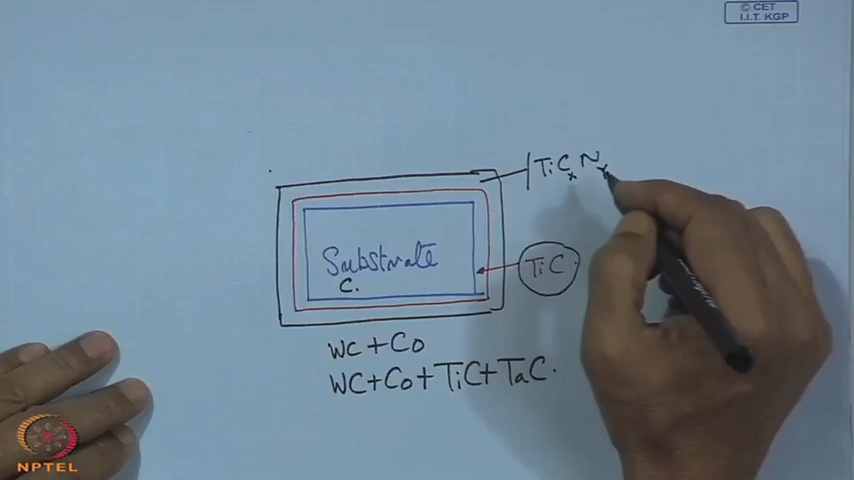 © CET
I.I.T. KGP
TiCxNy
Substrate
C.
TiC.
WC+Co
WC+Co+TiC+TaC.
NPTEL